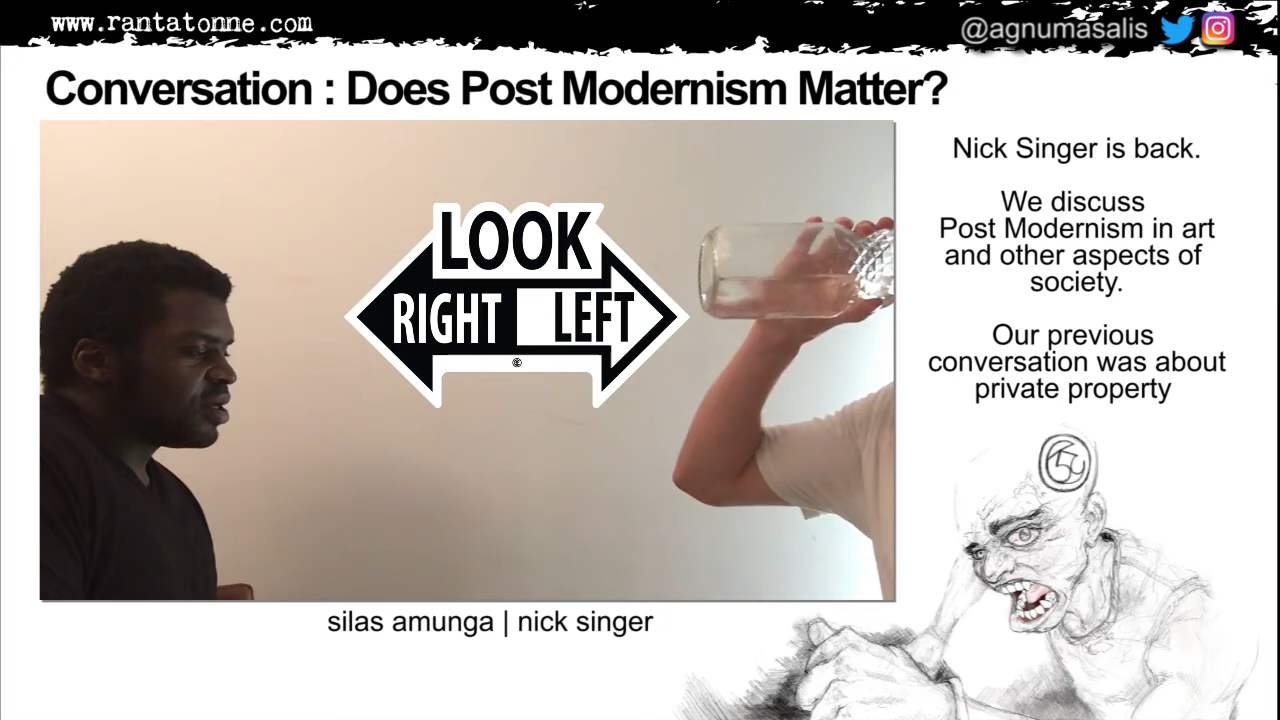 www.rantatonne.com
@agnumasalis
Conversation : Does Post Modernism Matter?
LOOK
RIGHT LEFT
Nick Singer is back.
We discuss
Post Modernism in art
and other aspects of
society.
Our previous
conversation was about
private property
silas amunga | nick singer